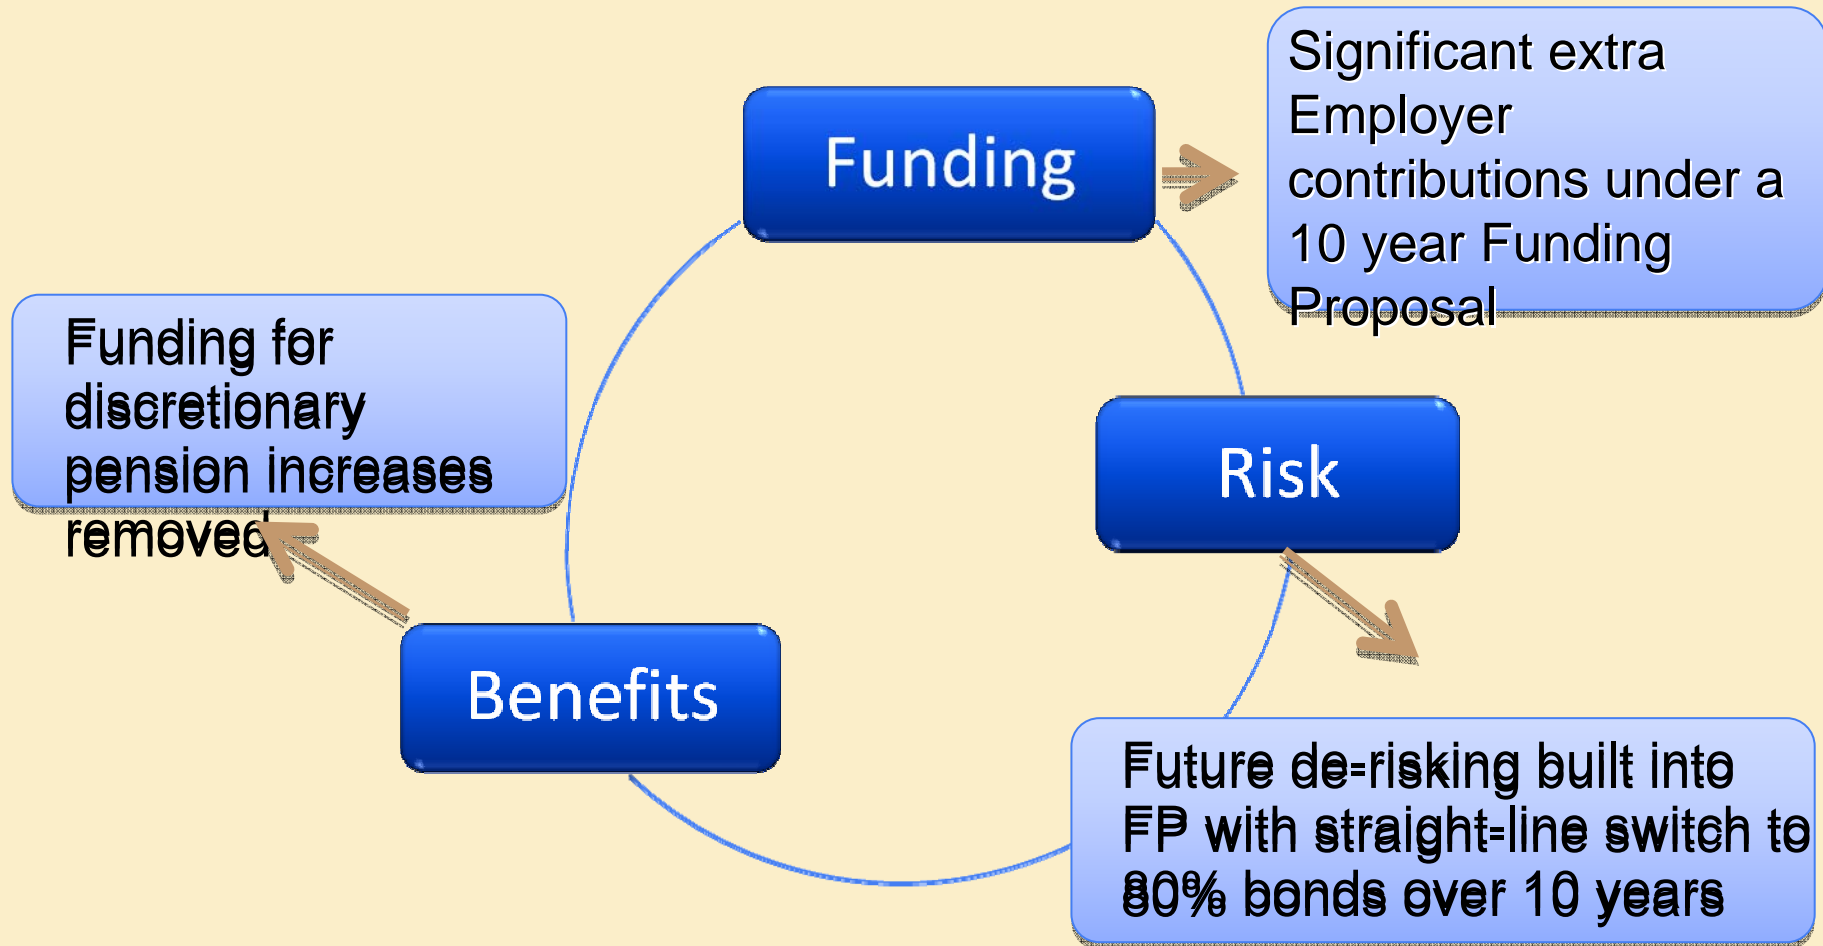 Funding
Significant extra
Employer
contributions under a
10 year Funding
Proposal
Funding for
discretionary
pension increases
removed
Risk
Benefits
Future de-risking built into
FP with straight-line switch to
80% bonds over 10 years